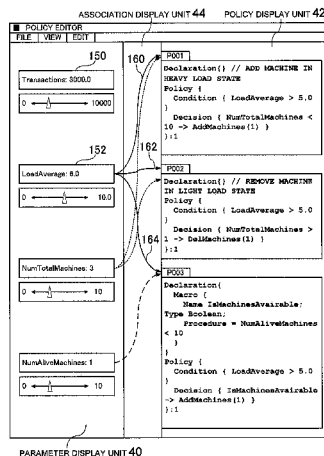 ASSOCIATION DISPLAY UNIT 44
POLICY DISPLAY UNIT 42
POLICY EDITOR
FILE VIEW EDIT
150
Transactions: 3000.0
0 10000
152
LoadAverage: 6.0
0 10.0
NumTotalMachines: 3
0 10
NumAliveMachines: 1
0 10
160
162
164
P001
Declaration{} // ADD MACHINE IN
HEAVY LOAD STATE
Policy {
Condition { LoadAverage > 5.0
}
Decision { NumTotalMachines <
10 -> AddMachines(1) }
}:1
P002
Declaration{} // REMOVE MACHINE
IN LIGHT LOAD STATE
Policy {
Condition { LoadAverage > 5.0
}
Decision { NumTotalMachines >
1 -> DelMachines(1) }
}:1
P003
Declaration{
Macro {
Name IsMachinesAvairable;
Type Boolean;
Procedure = NumAliveMachines
< 10
}
}
Policy {
Condition { LoadAverage > 5.0
}
Decision { IsMachinesAvairable
-> AddMachines(1) }
}:1
PARAMETER DISPLAY UNIT 40